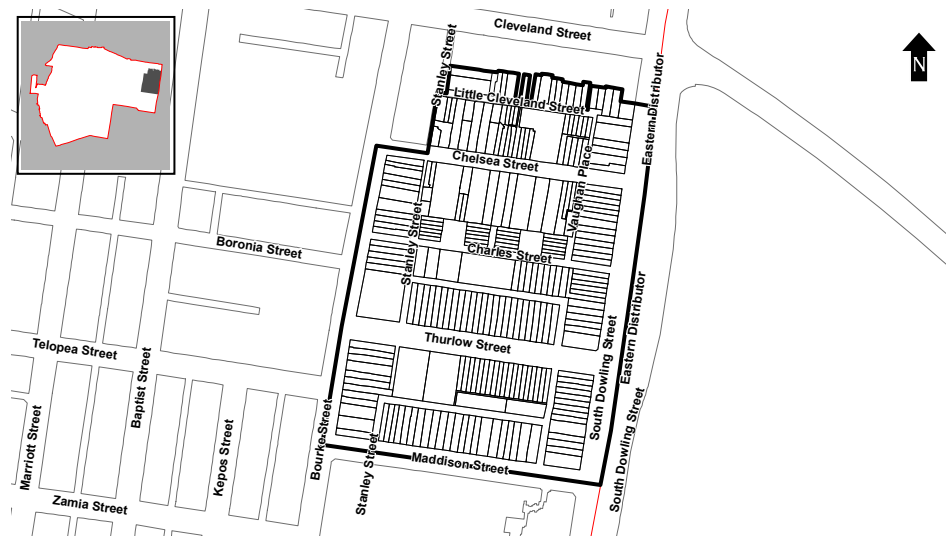 Cleveland Street
N
Stanley Street
Eastern Distributor
Little Cleveland Street
Chelsea Street
Vaughan Place
Stanley Street
Boronia Street
Charles Street
Eastern Distributor
Thurlow Street
South Dowling Street
Telopea Street
Baptist Street
South Dowling Street
Marriott Street
Kepos Street
Bourke Street
Stanley Street
Maddison Street
Zamia Street